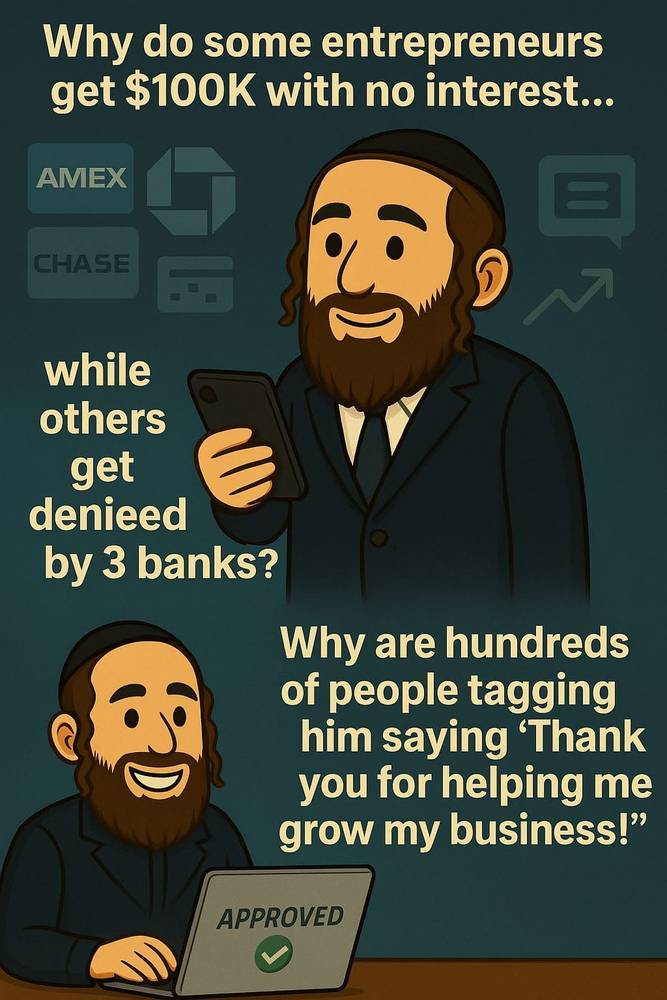 Why do some entrepreneurs
get $100K with no interest...
AMEX
CHASE
while
others
get
denieed
by 3 banks?
Why are hundreds
of people tagging
him saying ‘Thank
you for helping me
grow my business!”
APPROVED